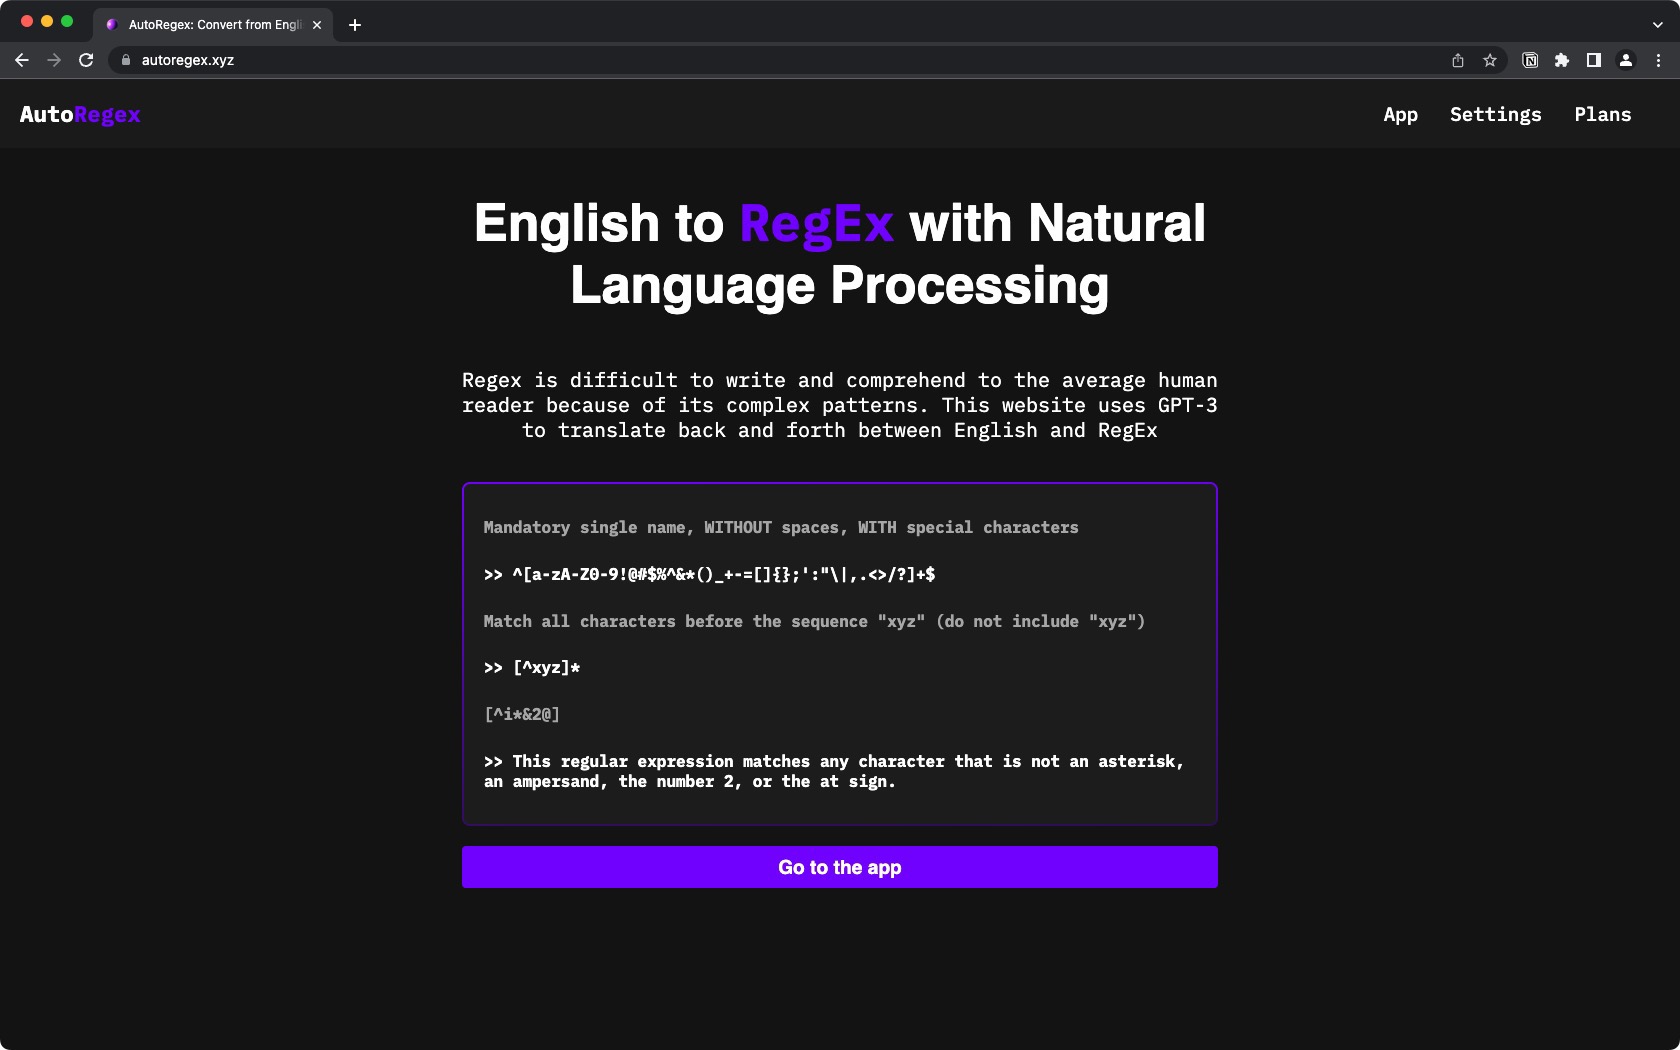 AutoRegex: Convert from Engli
autoregex.xyz
AutoRegex
App Settings Plans
English to RegEx with Natural
Language Processing
Regex is difficult to write and comprehend to the average human
reader because of its complex patterns. This website uses GPT-3
to translate back and forth between English and RegEx
Mandatory single name, WITHOUT spaces, WITH special characters
>> ^[a-zA-Z0-9!@#$%^&*()_+-=[]{};':"\|,.<>/?]+$
Match all characters before the sequence "xyz" (do not include "xyz")
>> [^xyz]*
[^i*&2@]
>> This regular expression matches any character that is not an asterisk,
an ampersand, the number 2, or the at sign.
Go to the app